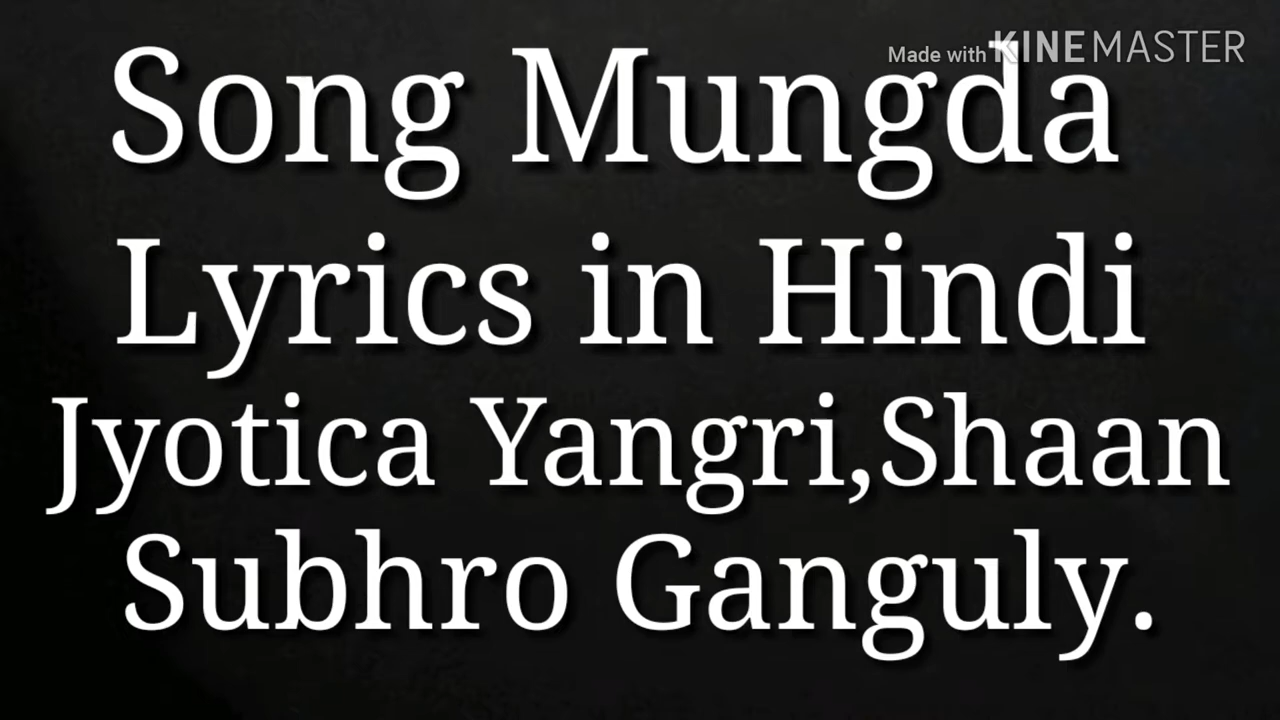 Made with KINEMASTER
Song Mungda
Lyrics in Hindi
Jyotica Yangri,Shaan
Subhro Ganguly.